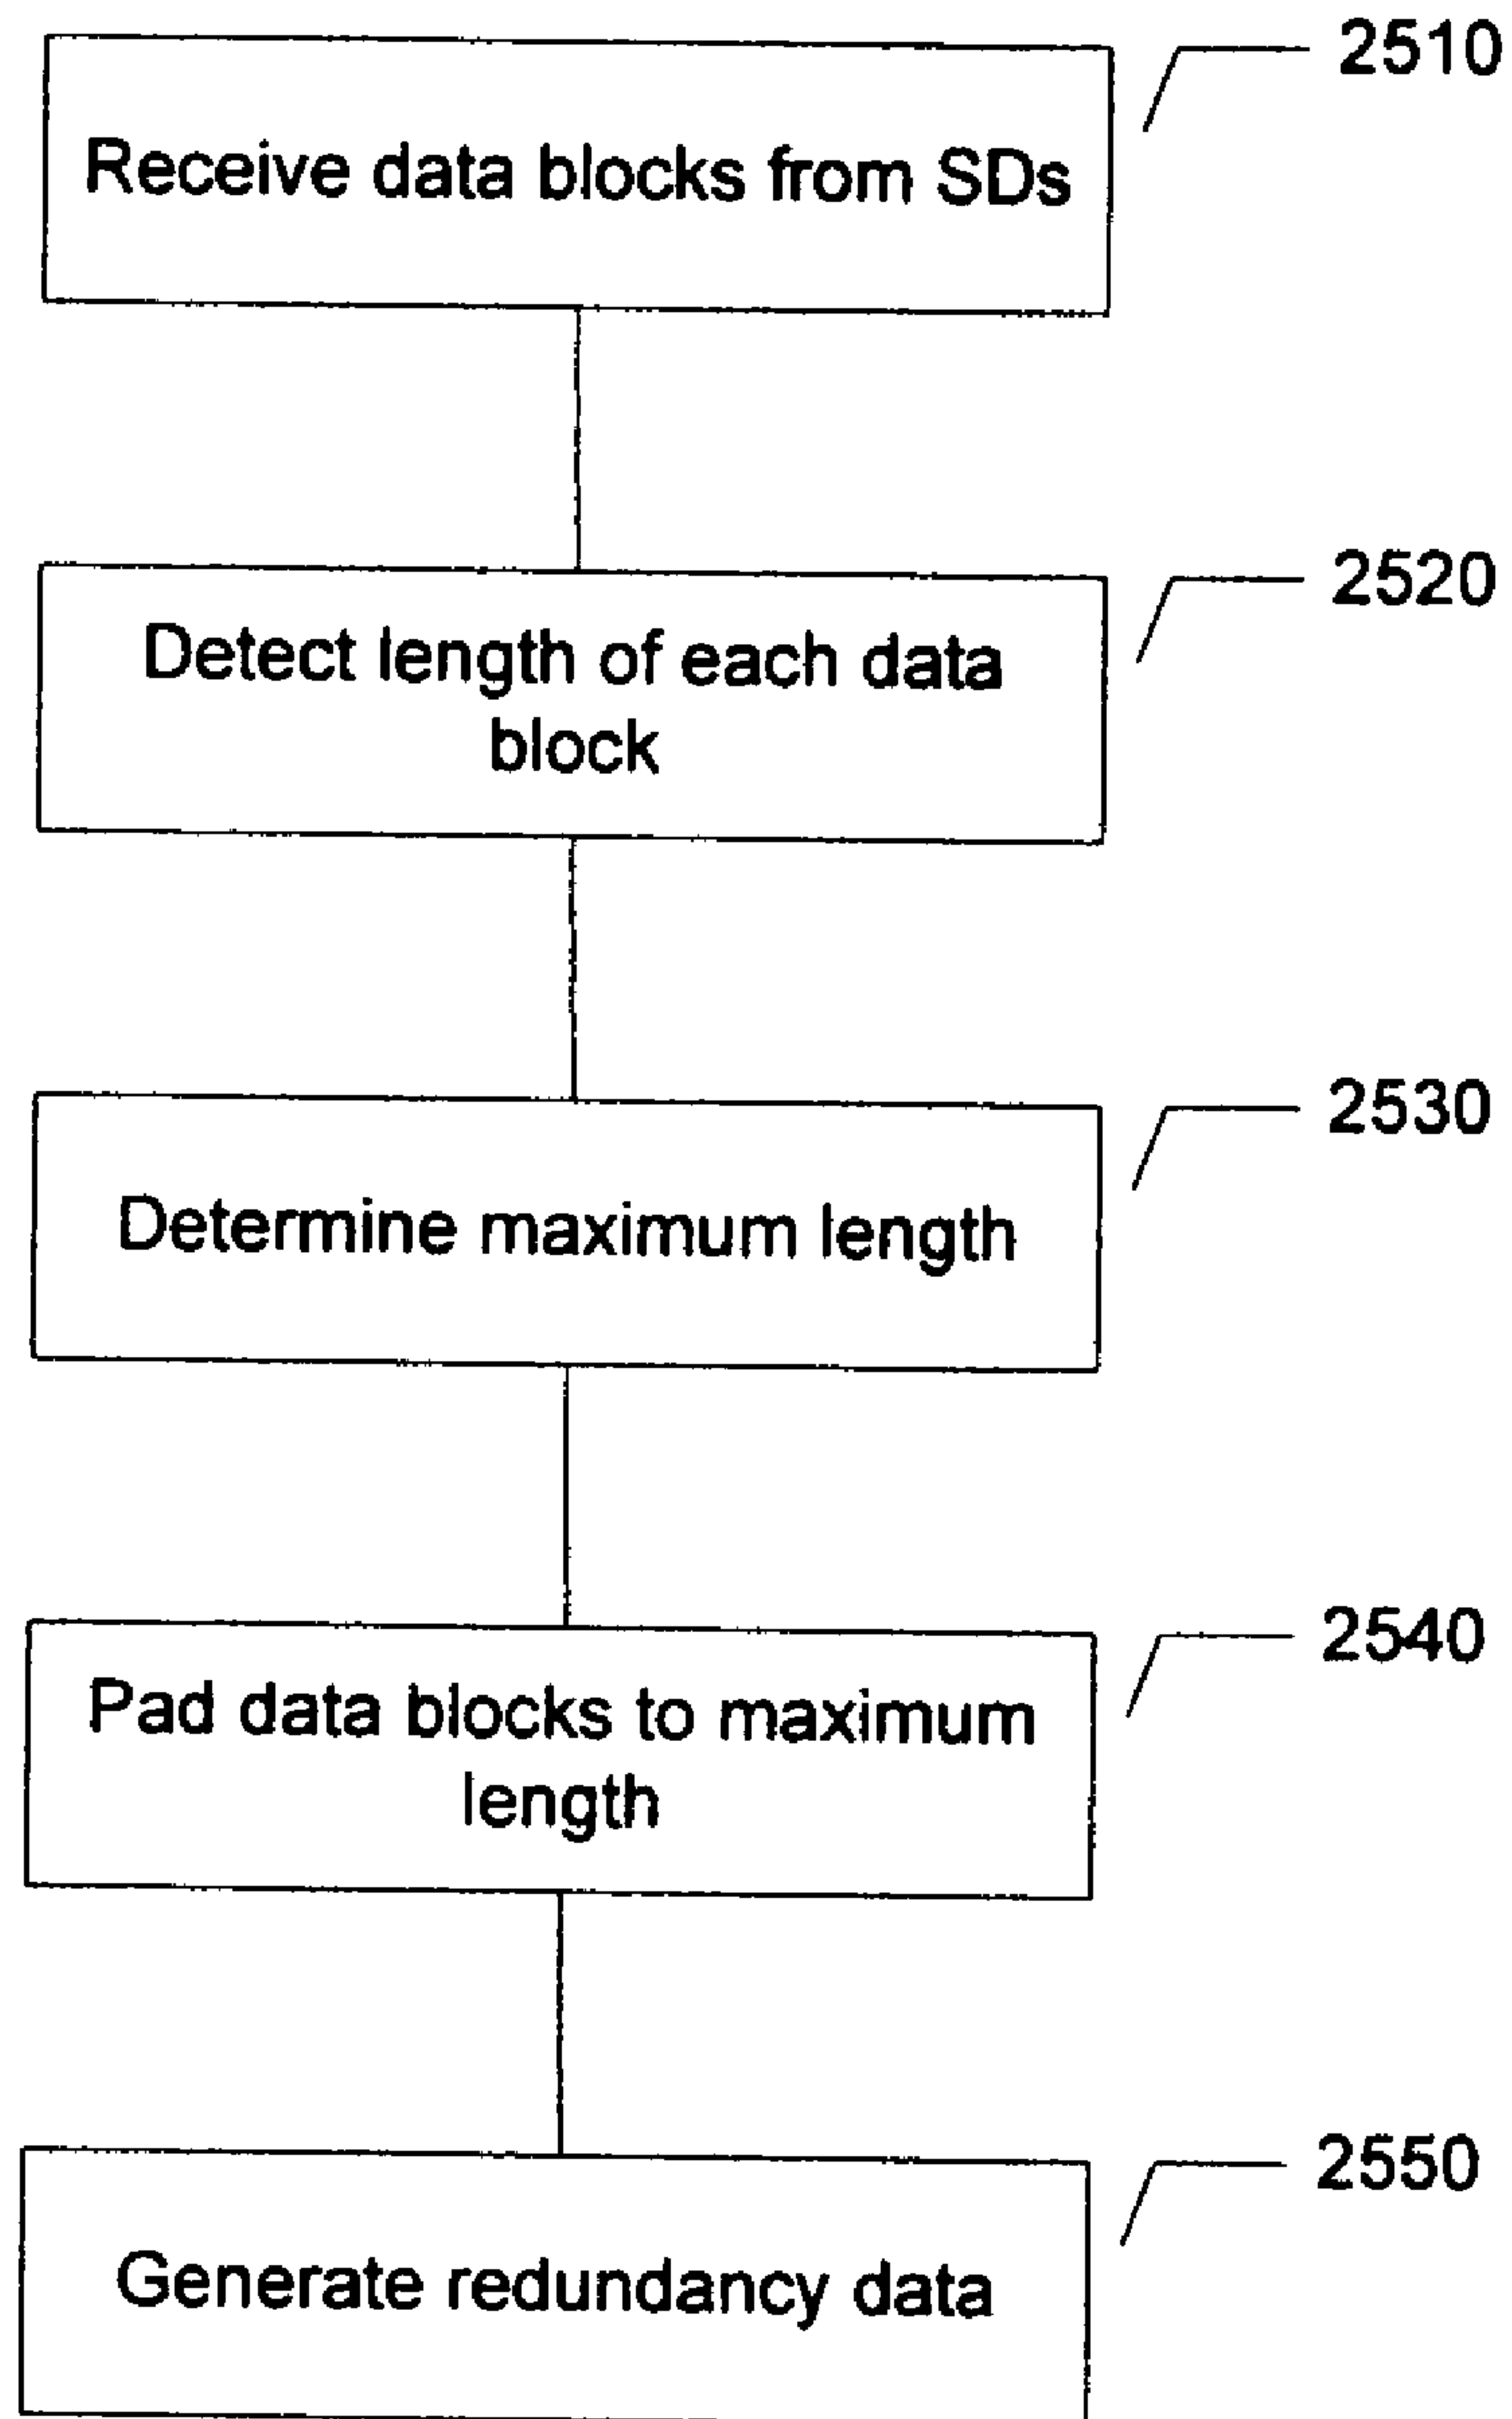 2510
Receive data blocks from SDs
2520
Detect length of each data
block
2530
Determine maximum length
2540
Pad data blocks to maximum
length
2550
Generate redundancy data